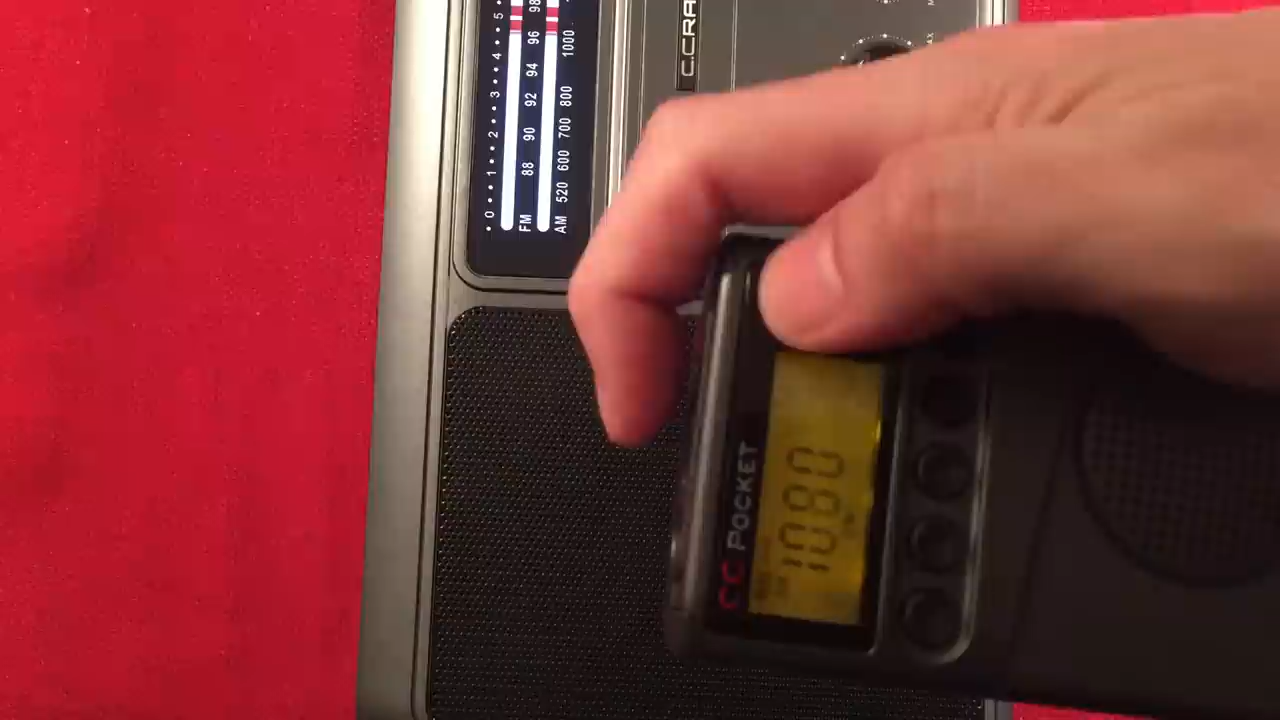 0 • • • 1 • • • 2 • • • 3 • • • 4 • • • 5
FM 88 90 92 94 96 98
AM 520 600 700 800 1000
C.CRA
CC POCKET
1080